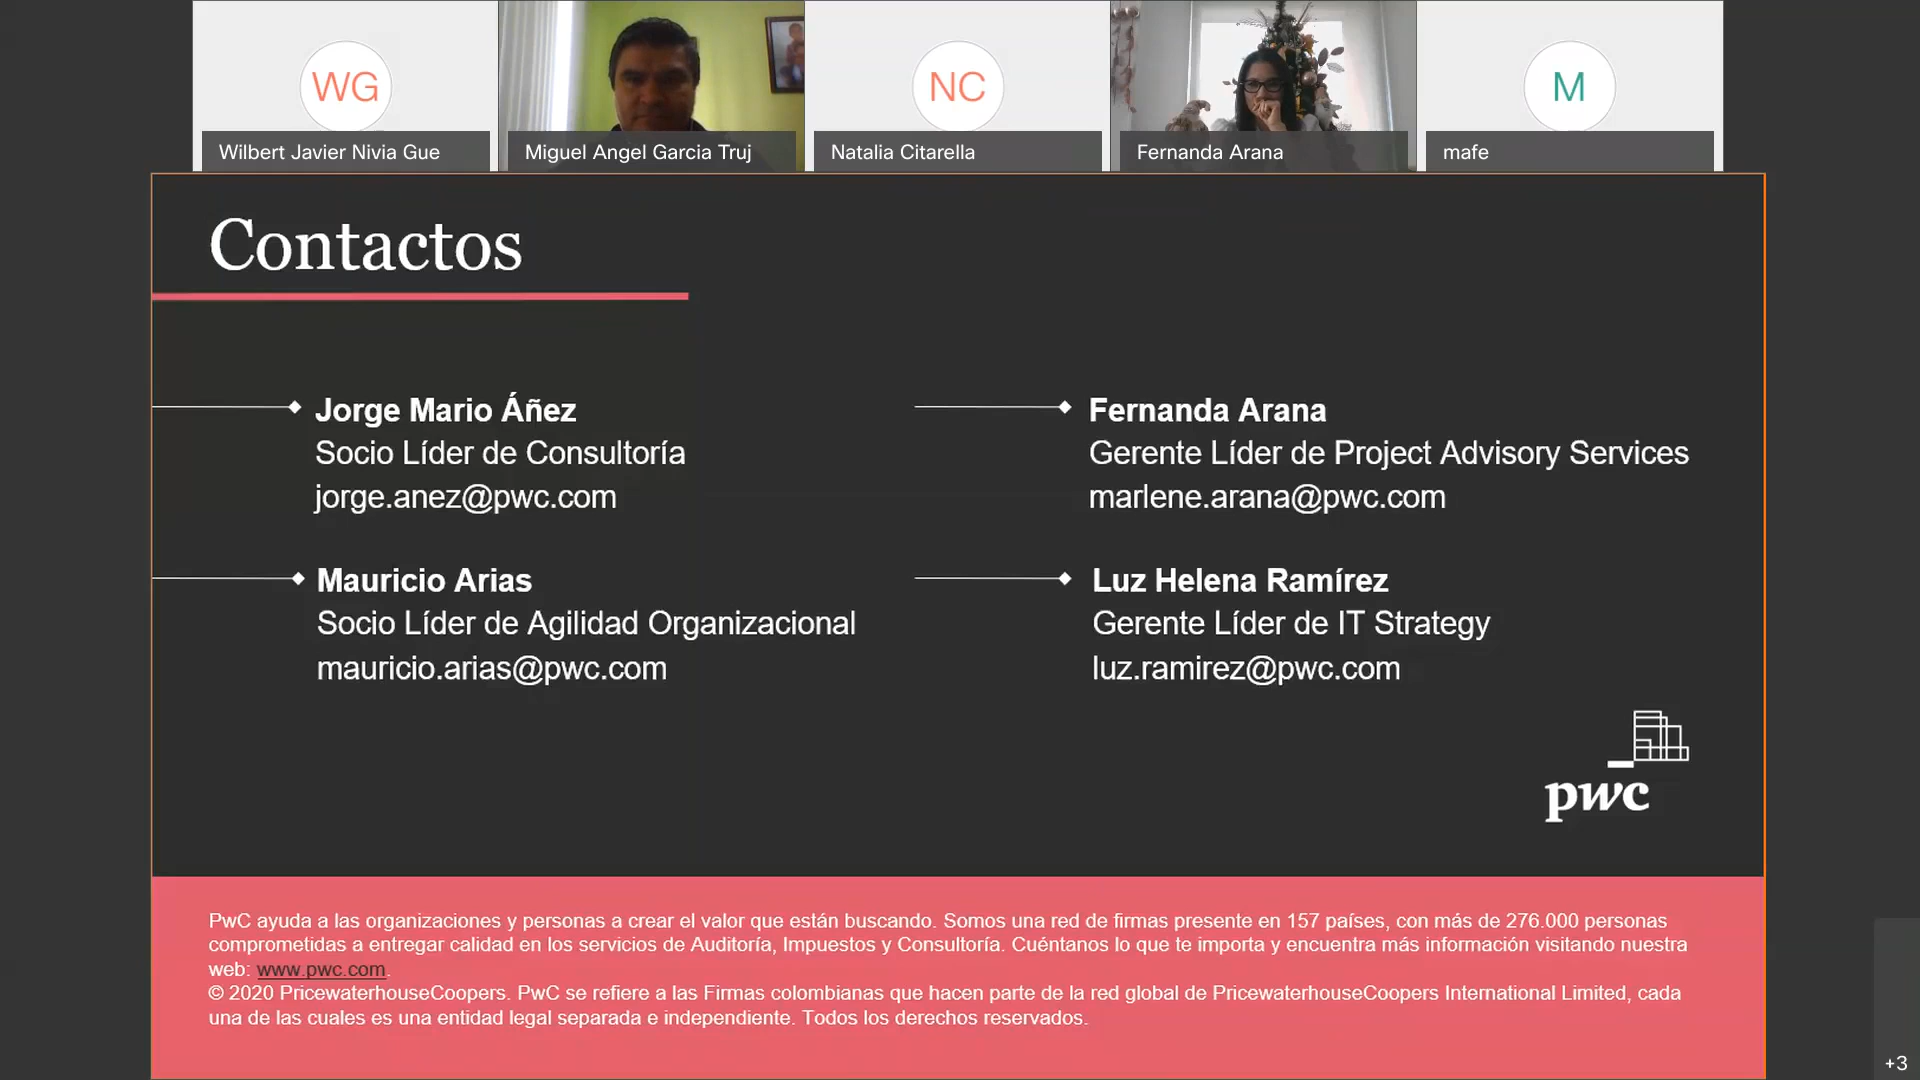 WG
NC
M
Wilbert Javier Nivia Gue
Miguel Angel Garcia Truj
Natalia Citarella
Fernanda Arana
mafe
Contactos
Jorge Mario Áñez
Socio Líder de Consultoría
jorge.anez@pwc.com
Fernanda Arana
Gerente Líder de Project Advisory Services
marlene.arana@pwc.com
Mauricio Arias
Socio Líder de Agilidad Organizacional
mauricio.arias@pwc.com
Luz Helena Ramírez
Gerente Líder de IT Strategy
luz.ramirez@pwc.com
pwc
PwC ayuda a las organizaciones y personas a crear el valor que están buscando. Somos una red de firmas presente en 157 países, con más de 276.000 personas
comprometidas a entregar calidad en los servicios de Auditoría, Impuestos y Consultoría. Cuéntanos lo que te importa y encuentra más información visitando nuestra
web: www.pwc.com.
© 2020 PricewaterhouseCoopers. PwC se refiere a las Firmas colombianas que hacen parte de la red global de PricewaterhouseCoopers International Limited, cada
una de las cuales es una entidad legal separada e independiente. Todos los derechos reservados.
+3